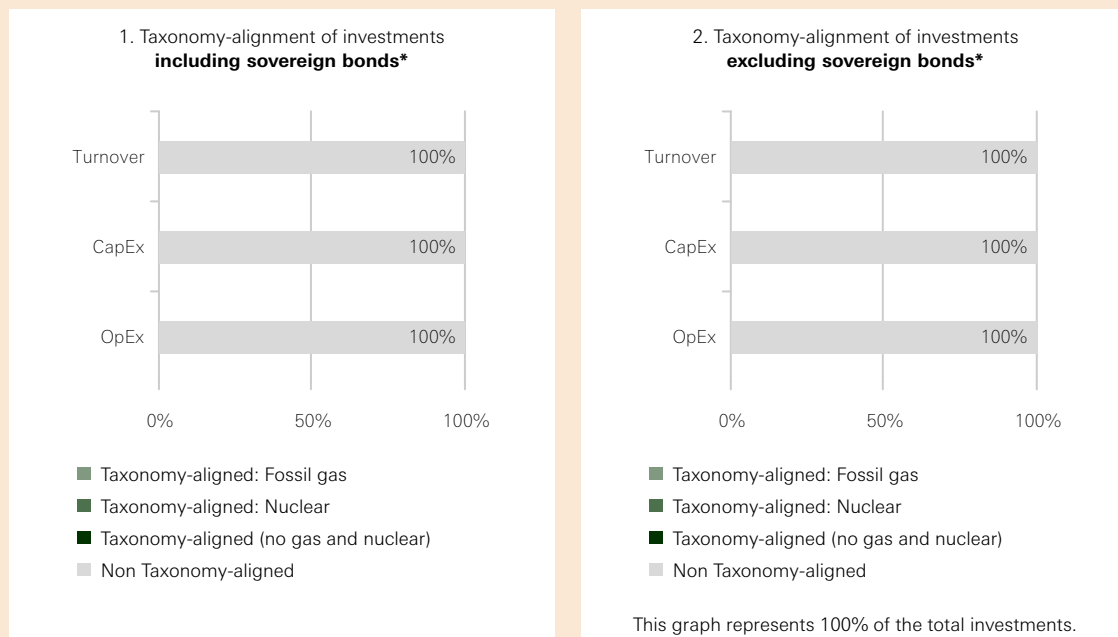 1. Taxonomy-alignment of investments
including sovereign bonds*
Turnover 100%
CapEx 100%
OpEx 100%
0% 50% 100%
Taxonomy-aligned: Fossil gas
Taxonomy-aligned: Nuclear
Taxonomy-aligned (no gas and nuclear)
Non Taxonomy-aligned
2. Taxonomy-alignment of investments
excluding sovereign bonds*
Turnover 100%
CapEx 100%
OpEx 100%
0% 50% 100%
Taxonomy-aligned: Fossil gas
Taxonomy-aligned: Nuclear
Taxonomy-aligned (no gas and nuclear)
Non Taxonomy-aligned
This graph represents 100% of the total investments.